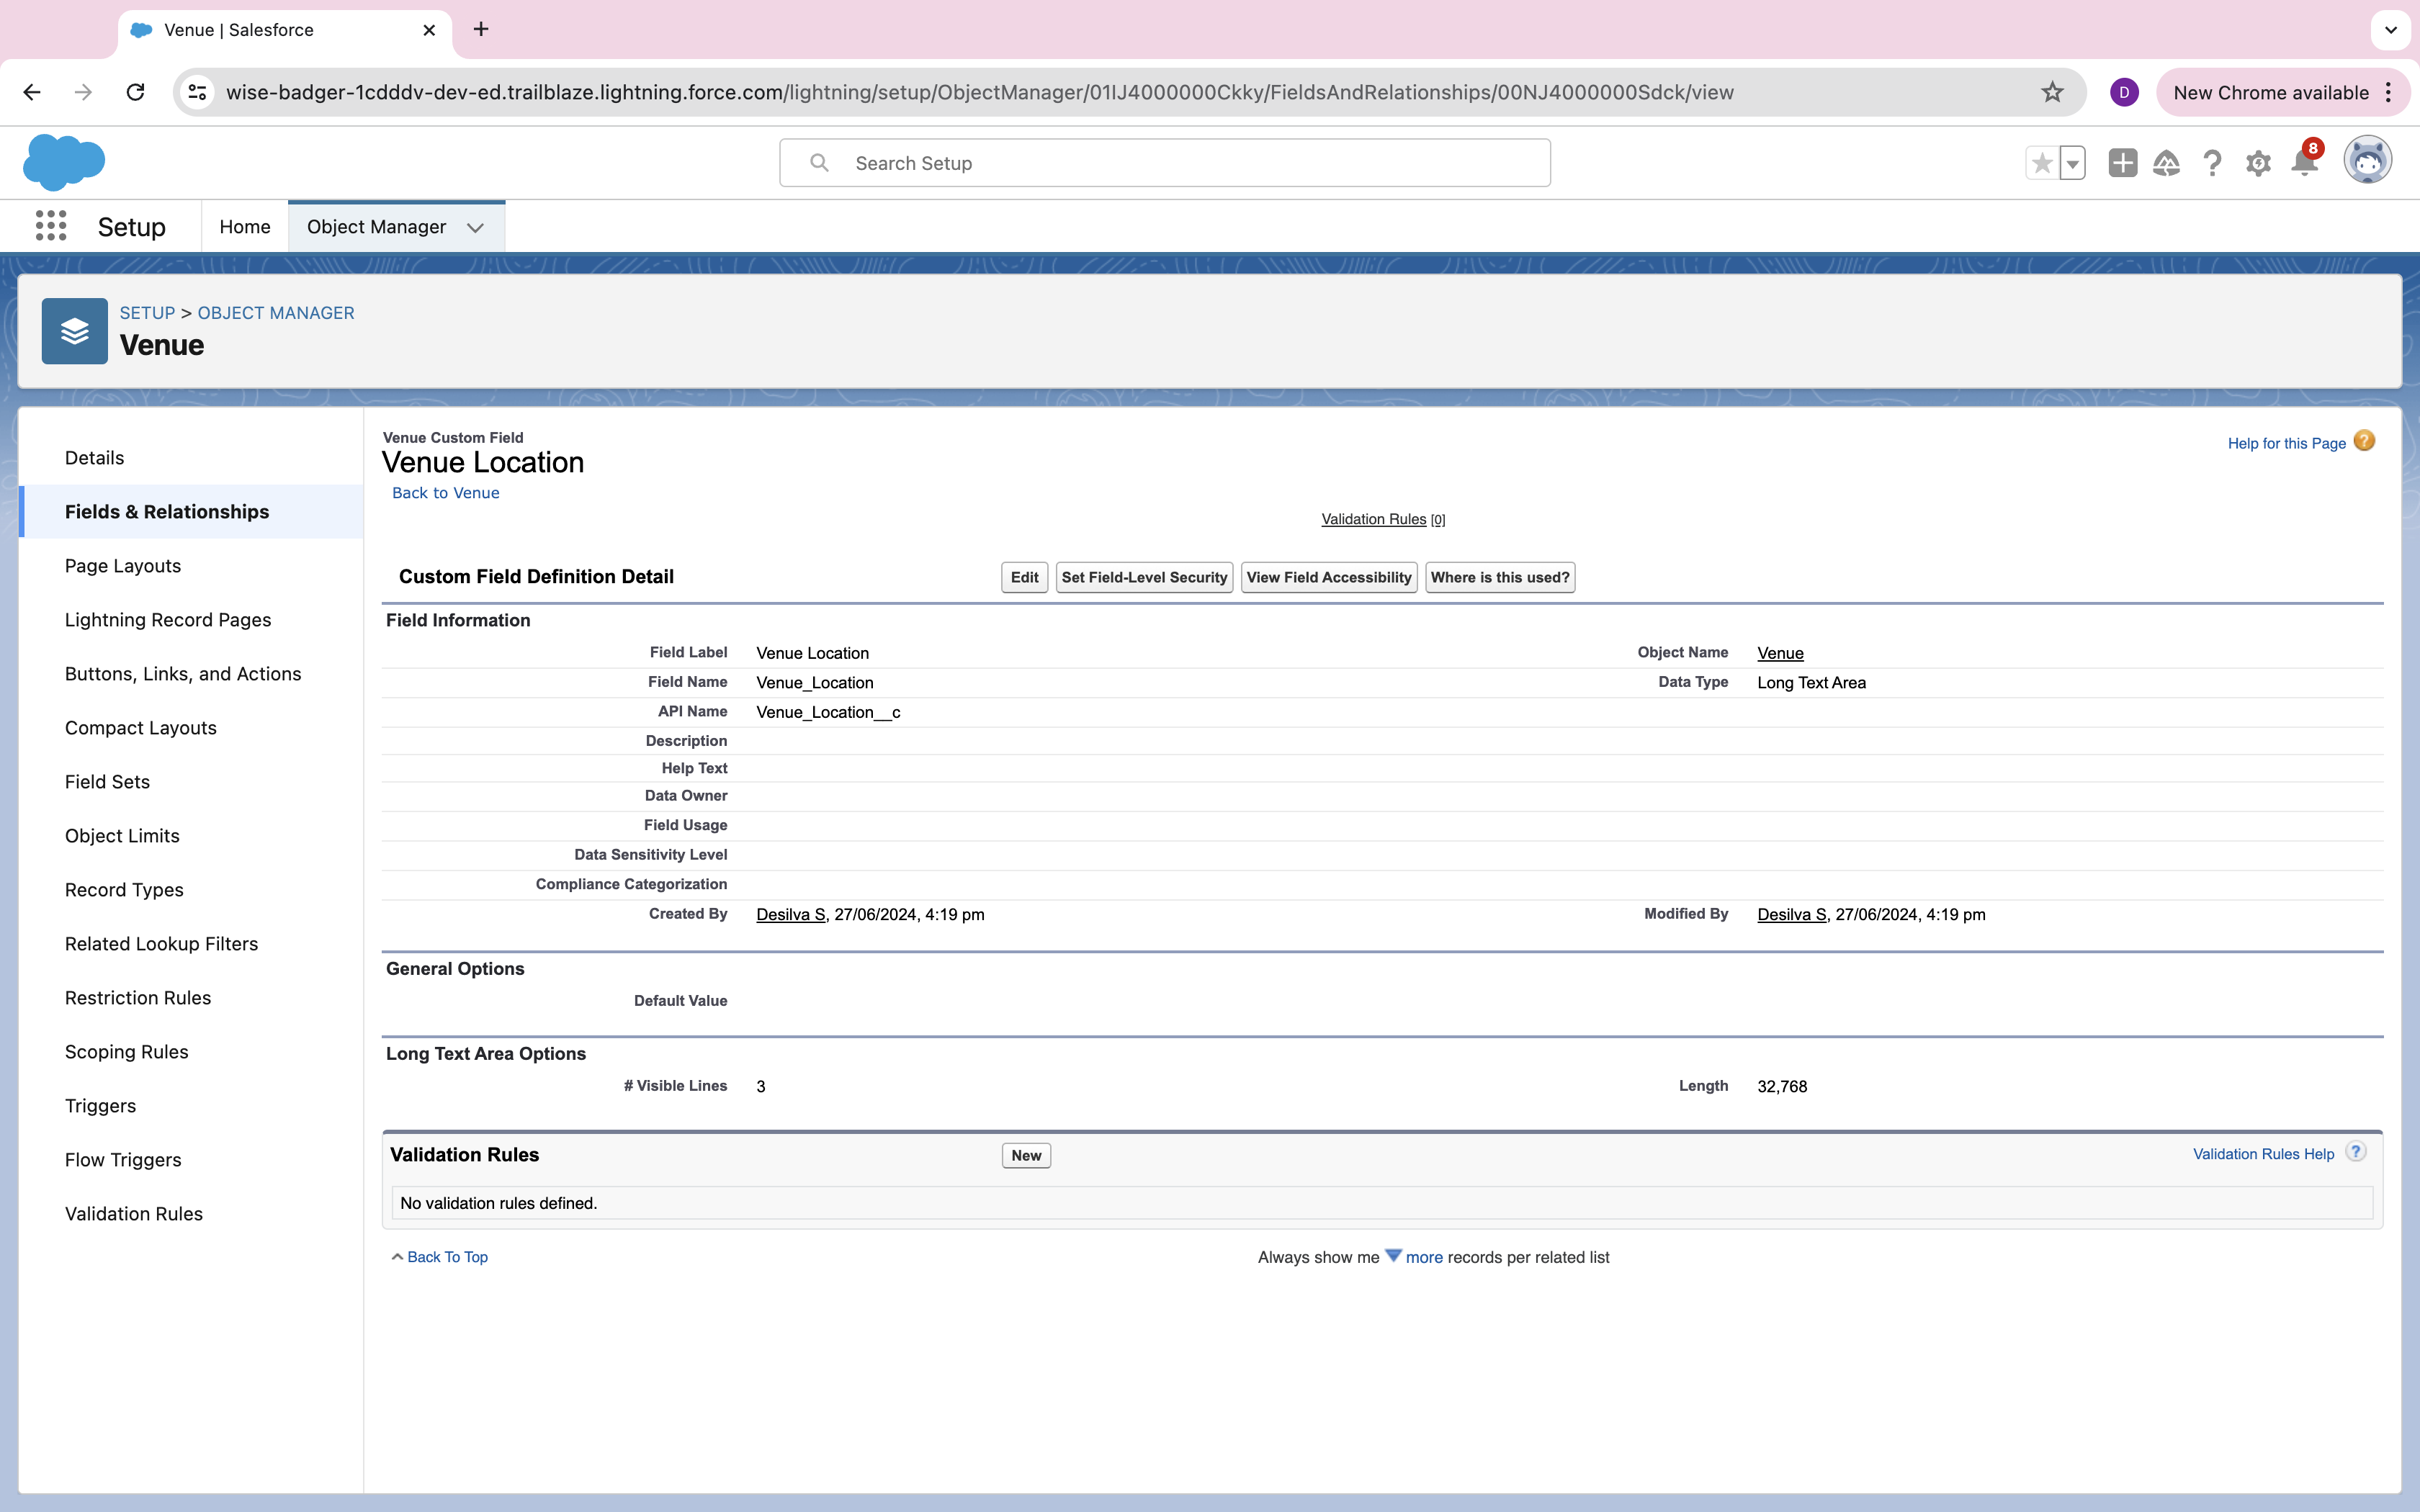 Venue | Salesforce
wise-badger-1cdddv-dev-ed.trailblaze.lightning.force.com/lightning/setup/ObjectManager/01IJ4000000Ckky/FieldsAndRelationships/00NJ4000000Sdck/view
D
New Chrome available
Search Setup
8
Setup
Home
Object Manager
SETUP > OBJECT MANAGER
Venue
Details
Fields & Relationships
Page Layouts
Lightning Record Pages
Buttons, Links, and Actions
Compact Layouts
Field Sets
Object Limits
Record Types
Related Lookup Filters
Restriction Rules
Scoping Rules
Triggers
Flow Triggers
Validation Rules
Venue Custom Field
Venue Location
Back to Venue
Help for this Page ?
Validation Rules [0]
Custom Field Definition Detail Edit Set Field-Level Security View Field Accessibility Where is this used?
Field Information
Field Label Venue Location Object Name Venue
Field Name Venue_Location Data Type Long Text Area
API Name Venue_Location__c
Description
Help Text
Data Owner
Field Usage
Data Sensitivity Level
Compliance Categorization
Created By Desilva S, 27/06/2024, 4:19 pm Modified By Desilva S, 27/06/2024, 4:19 pm
General Options
Default Value
Long Text Area Options
# Visible Lines 3 Length 32,768
Validation Rules New Validation Rules Help ?
No validation rules defined.
Back To Top Always show me more records per related list